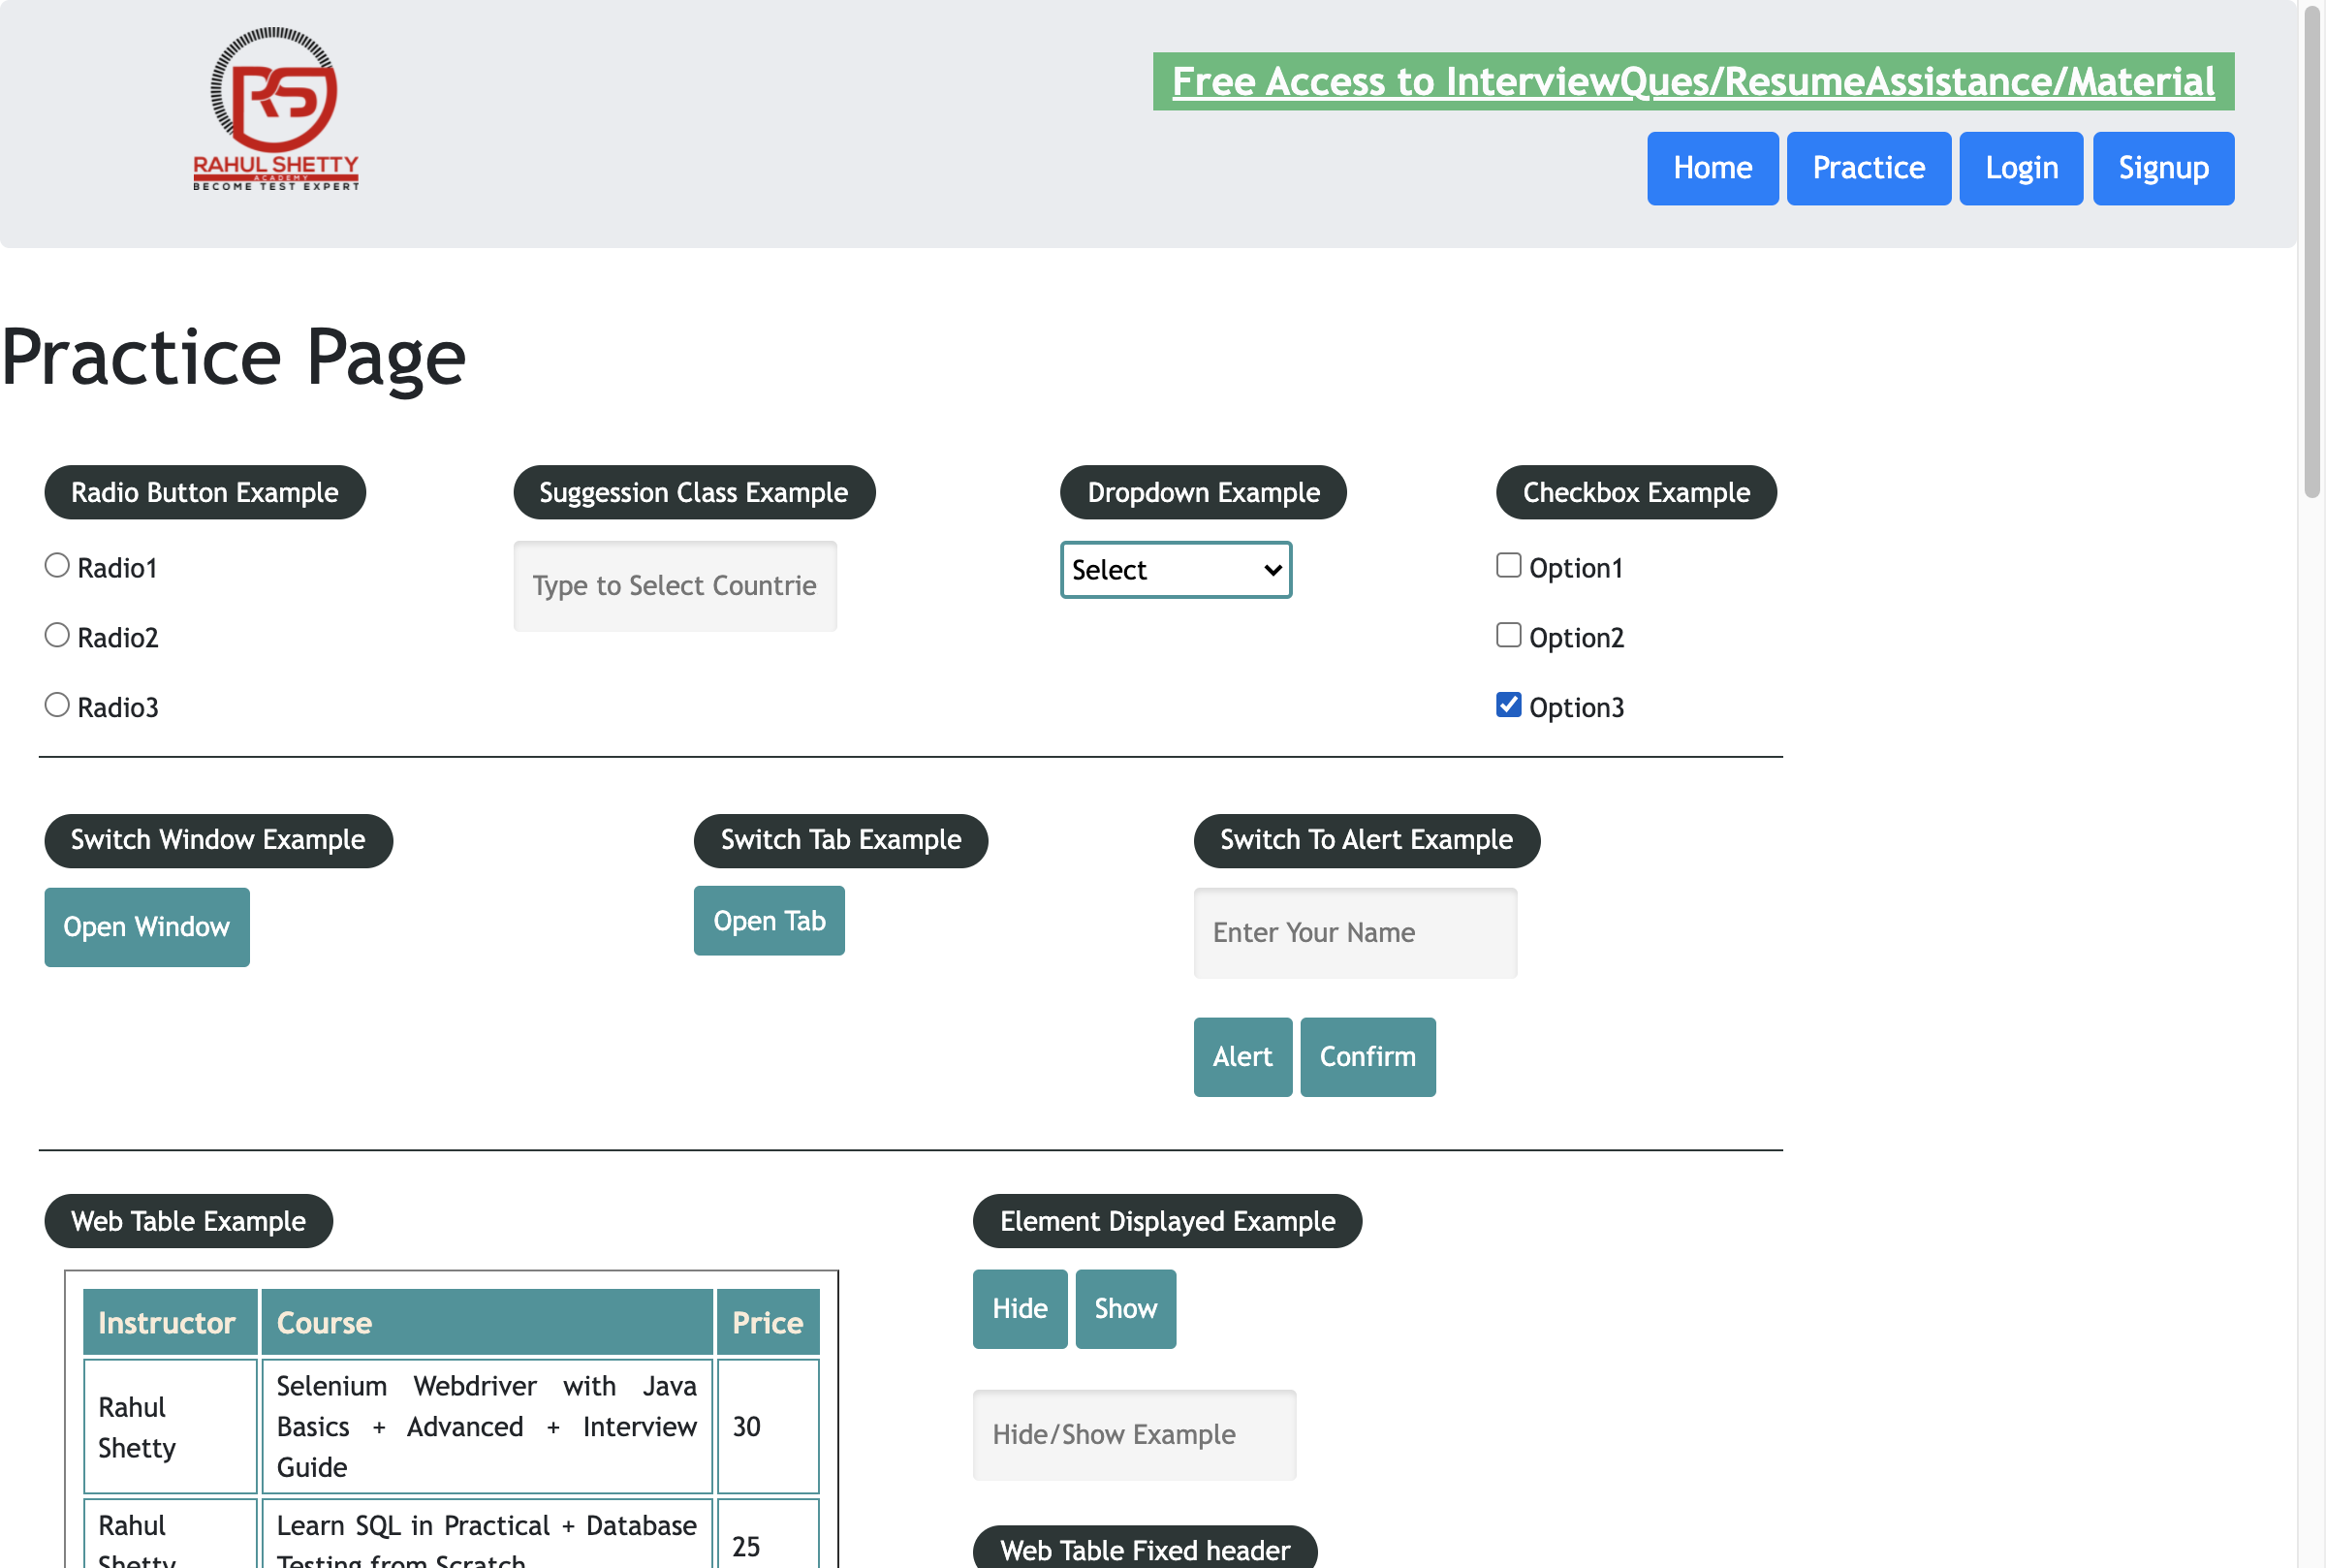 RAHUL SHETTY
ACADEMY
BECOME TEST EXPERT
Free Access to InterviewQues/ResumeAssistance/Material
Home Practice Login Signup
Practice Page
Radio Button Example
Radio1
Radio2
Radio3
Suggession Class Example
Type to Select Countrie
Dropdown Example
Select
Checkbox Example
Option1
Option2
Option3
Switch Window Example
Open Window
Switch Tab Example
Open Tab
Switch To Alert Example
Enter Your Name
Alert Confirm
Web Table Example
Instructor Course Price
Rahul Shetty Selenium Webdriver with Java
Basics + Advanced + Interview
Guide 30
Rahul Shetty Learn SQL in Practical + Database
Testing from Scratch 25
Element Displayed Example
Hide Show
Hide/Show Example
Web Table Fixed header